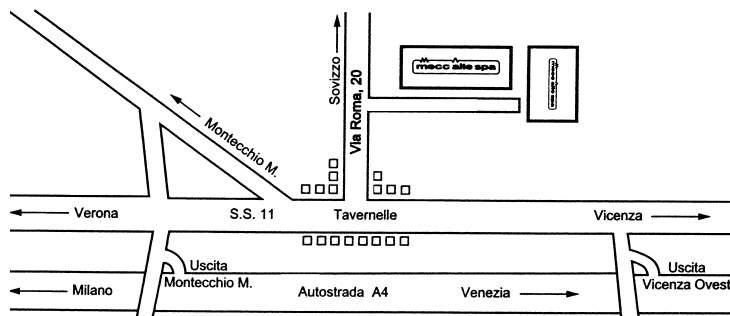 Sovizzo
Via Roma, 20
mecc alte spa
mecc alte spa
Montecchio M.
Verona
S.S. 11
Tavernelle
Vicenza
Uscita
Montecchio M.
Uscita
Vicenza Ovest
Milano
Autostrada A4
Venezia